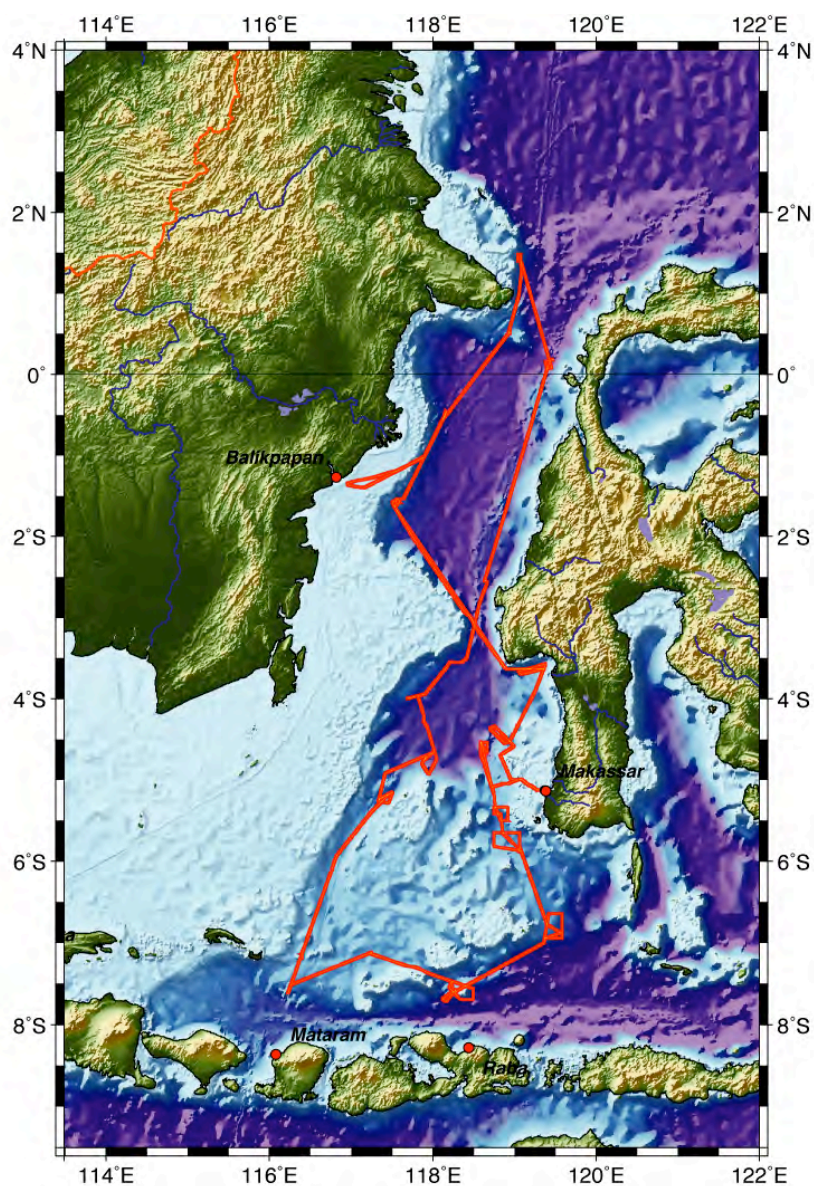 114˚E 116˚E 118˚E 120˚E 122˚E
4˚N 4˚N
2˚N 2˚N
0˚ 0˚
Balikpapan
2˚S 2˚S
4˚S 4˚S
Makassar
6˚S 6˚S
a
8˚S 8˚S
Mataram
Raba
114˚E 116˚E 118˚E 120˚E 122˚E